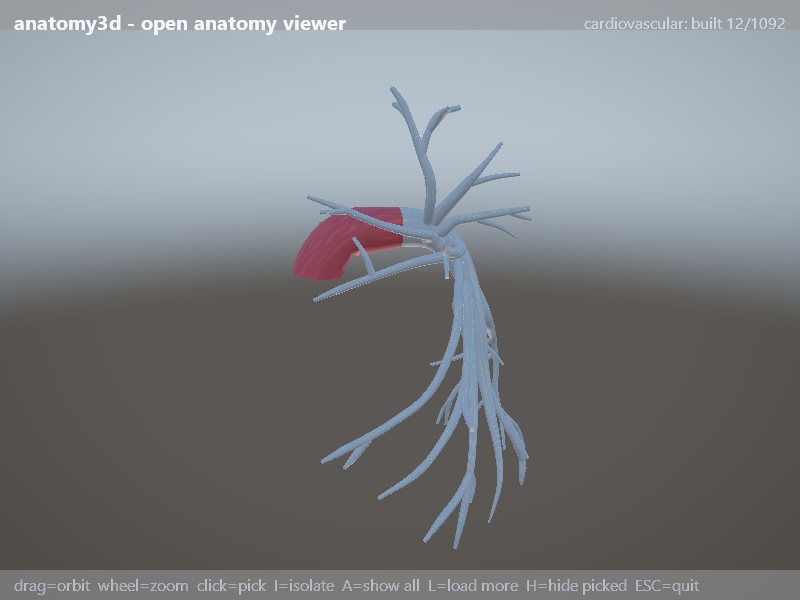 anatomy3d - open anatomy viewer
cardiovascular: built 12/1092
drag=orbit wheel=zoom click=pick I=isolate A=show all L=load more H=hide picked ESC=quit